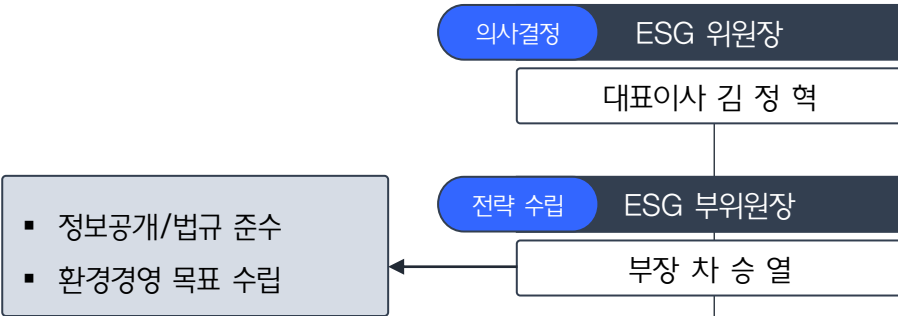 의사결정 ESG 위원장
대표이사 김 정 혁
전략 수립 ESG 부위원장
부장 차 승 열
▪ 정보공개/법규 준수
▪ 환경경영 목표 수립